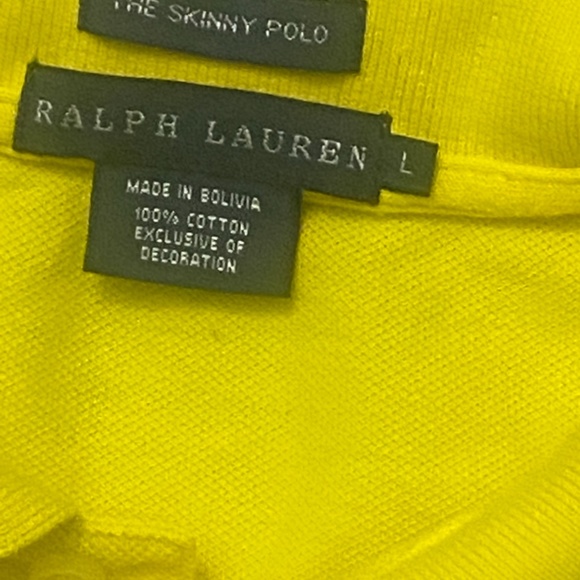 THE SKINNY POLO
RALPH LAUREN
L
MADE IN BOLIVIA
100% COTTON
EXCLUSIVE OF
DECORATION